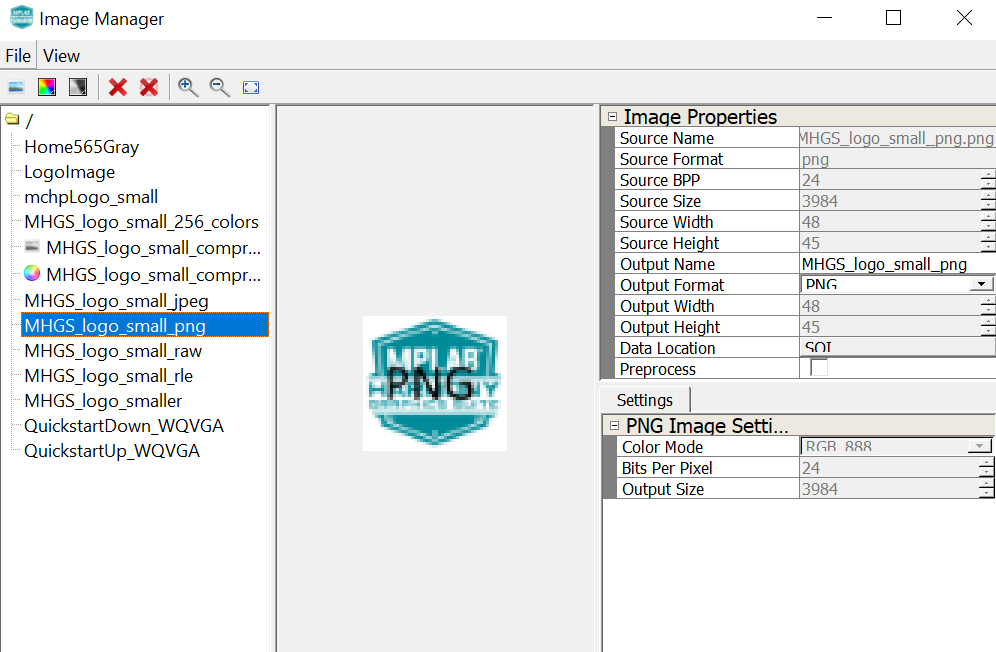 Image Manager
File View
/
Home565Gray
LogoImage
mchpLogo_small
MHGS_logo_small_256_colors
MHGS_logo_small_compr...
MHGS_logo_small_compr...
MHGS_logo_small_jpeg
MHGS_logo_small_png
MHGS_logo_small_raw
MHGS_logo_small_rle
MHGS_logo_smaller
QuickstartDown_WQVGA
QuickstartUp_WQVGA
MPLAB
HARMONY
GRAPHICS SUITE
PNG
Image Properties
Source Name MHGS_logo_small_png.png
Source Format png
Source BPP 24
Source Size 3984
Source Width 48
Source Height 45
Output Name MHGS_logo_small_png
Output Format PNG
Output Width 48
Output Height 45
Data Location
Preprocess
Settings
PNG Image Setti...
Color Mode RGB_888
Bits Per Pixel 24
Output Size 3984